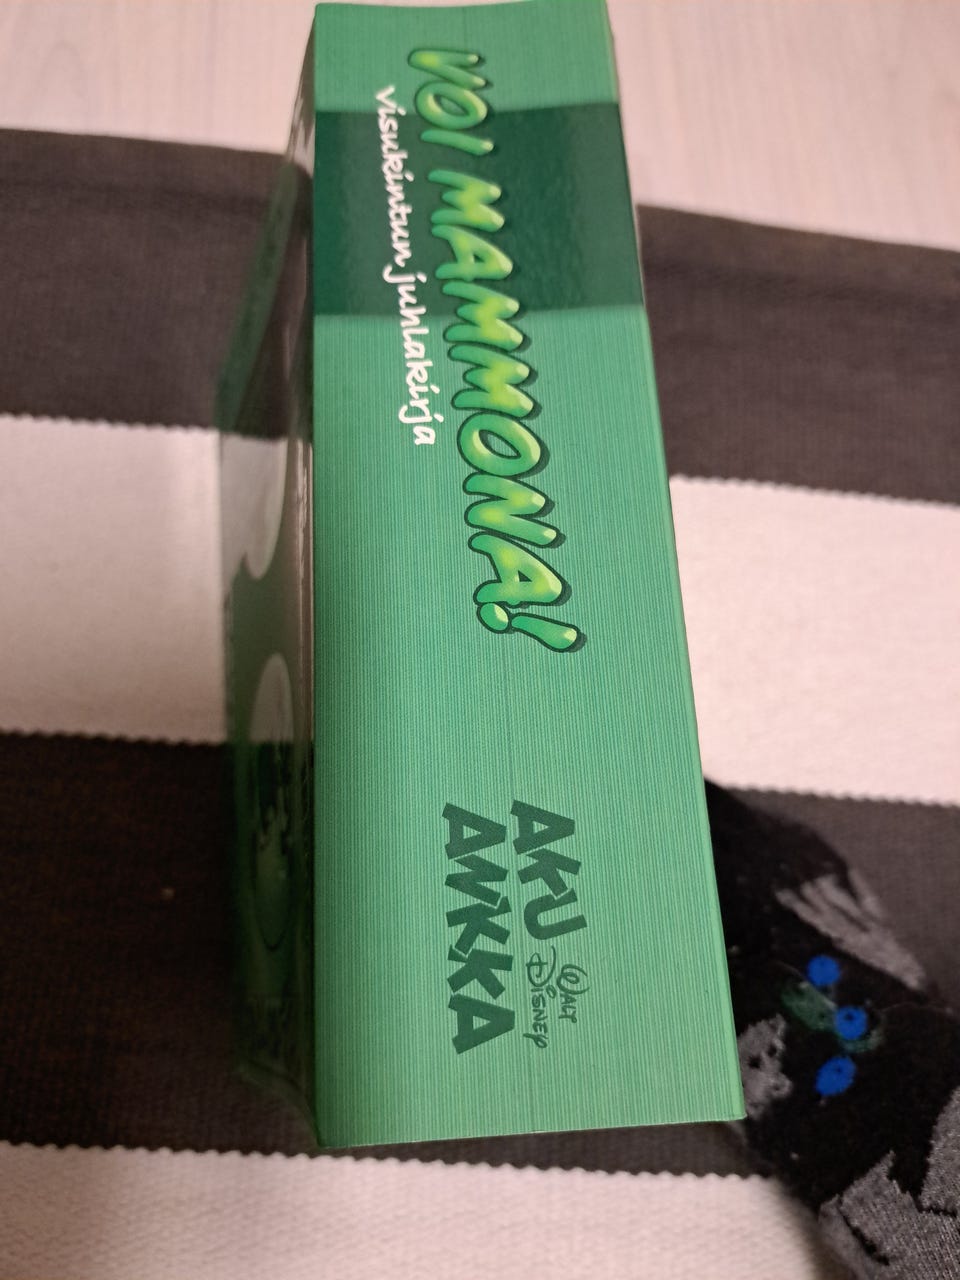 VOI MAMMONA!
visukintun juhlakirja
AKU
ANKKA
WALT
DISNEY